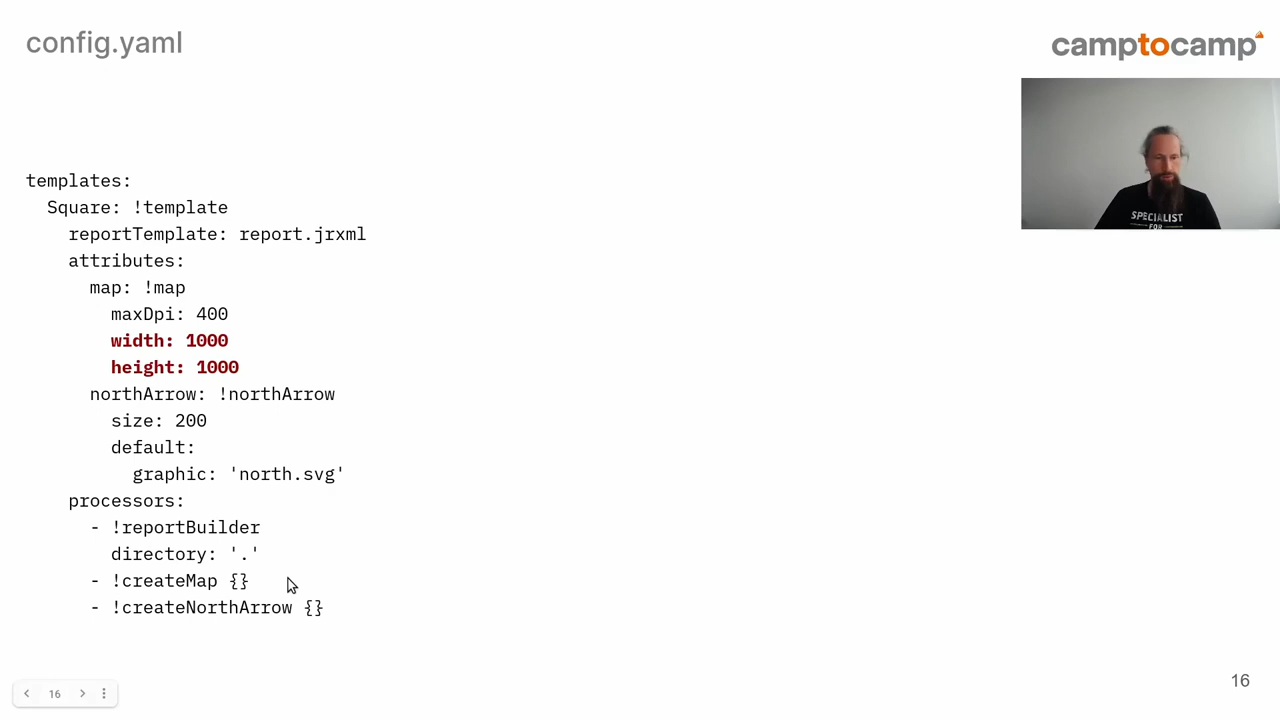 config.yaml
camptocamp
templates:
  Square: !template
    reportTemplate: report.jrxml
    attributes:
      map: !map
        maxDpi: 400
        width: 1000
        height: 1000
      northArrow: !northArrow
        size: 200
        default:
          graphic: 'north.svg'
    processors:
      - !reportBuilder
        directory: '.'
      - !createMap {}
      - !createNorthArrow {}
SPECIALIST
FOR
16
16